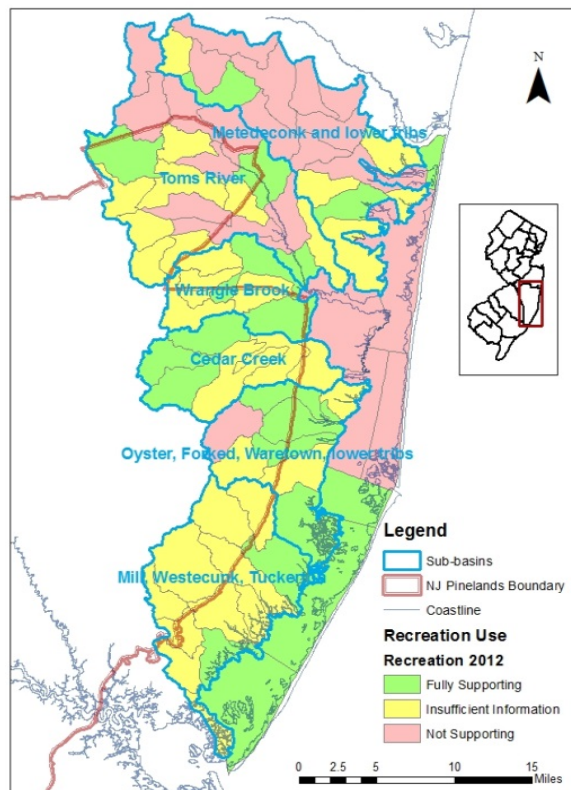 N
Metedeconk and lower tribs
Toms River
Wrangle Brook
Cedar Creek
Oyster, Forked, Waretown, lower tribs
Mill, Westecunk, Tuckerton
Legend
Sub-basins
NJ Pinelands Boundary
Coastline
Recreation Use
Recreation 2012
Fully Supporting
Insufficient Information
Not Supporting
0 2.5 5 10 15
Miles